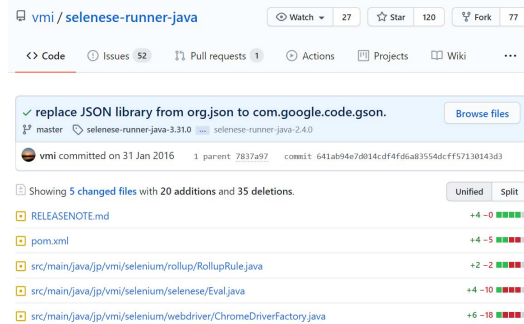 vmi / selenese-runner-java
Watch 27 Star 120 Fork 77
Code Issues 52 Pull requests 1 Actions Projects Wiki ...
replace JSON library from org.json to com.google.code.gson.
Browse files
master selenese-runner-java-3.31.0 ... selenese-runner-java-2.4.0
vmi committed on 31 Jan 2016 1 parent 7837a97 commit 641ab94e7d014cdf4fd6a83554dcff57130143d3
Showing 5 changed files with 20 additions and 35 deletions.
Unified Split
RELEASENOTE.md +4 −0
pom.xml +4 −5
src/main/java/jp/vmi/selenium/rollup/RollupRule.java +2 −2
src/main/java/jp/vmi/selenium/selenese/Eval.java +4 −10
src/main/java/jp/vmi/selenium/webdriver/ChromeDriverFactory.java +6 −18